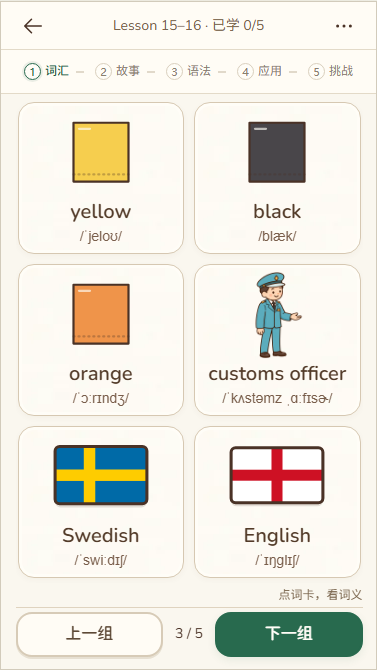 Lesson 15–16 · 已学 0/5
1 词汇 – 2 故事 – 3 语法 – 4 应用 – 5 挑战
yellow black
/ˈjeloʊ/ /blæk/
orange customs officer
/ˈɔːrɪndʒ/ /ˈkʌstəmz ˌɑːfɪsɚ/
Swedish English
/ˈswiːdɪʃ/ /ˈɪŋɡlɪʃ/
点词卡，看词义
上一组 3 / 5 下一组